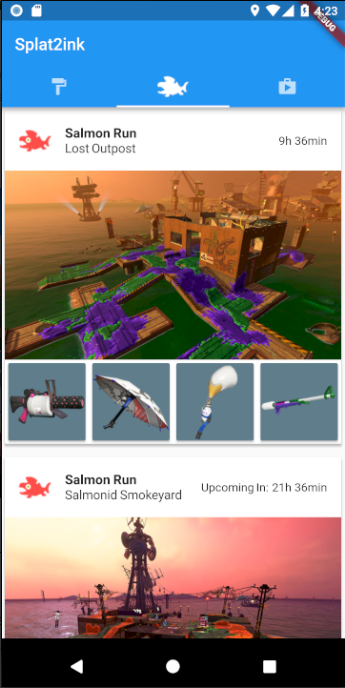 4:23
DEBUG
Splat2ink
Salmon Run
Lost Outpost
9h 36min
Salmon Run
Salmonid Smokeyard
Upcoming In: 21h 36min